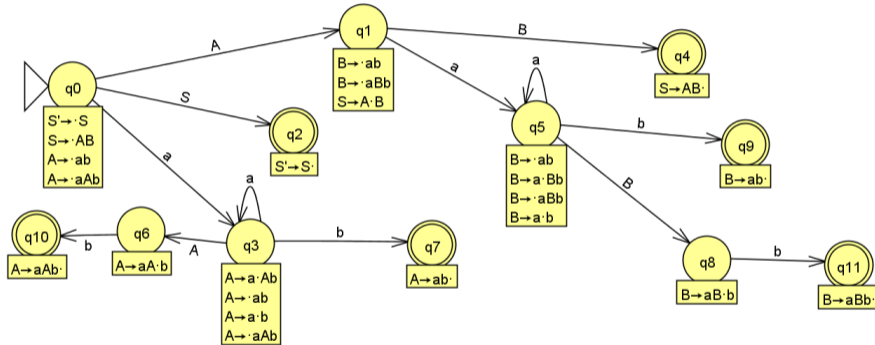 q0
S'→·S
S→·AB
A→·ab
A→·aAb
A
S
a
q1
B→·ab
B→·aBb
S→A·B
B
a
q4
S→AB·
q2
S'→S·
a
q5
B→·ab
B→a·Bb
B→·aBb
B→a·b
b
B
q9
B→ab·
q10
A→aAb·
b
q6
A→aA·b
A
a
q3
A→a·Ab
A→·ab
A→a·b
A→·aAb
b
q7
A→ab·
q8
B→aB·b
b
q11
B→aBb·